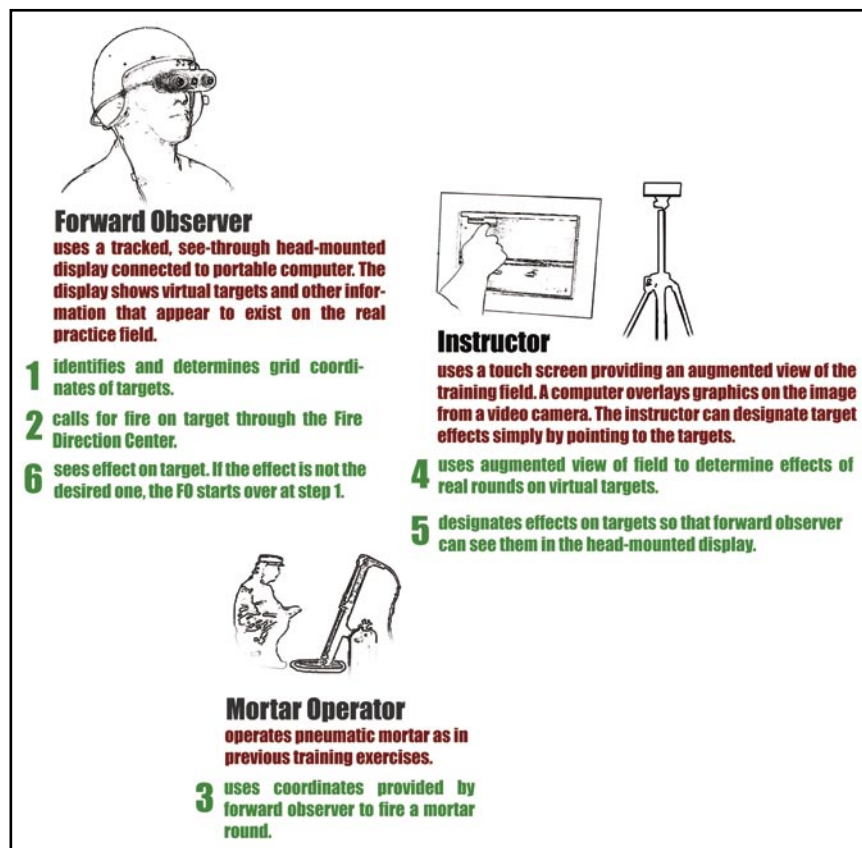 Forward Observer
uses a tracked, see-through head-mounted
display connected to portable computer. The
display shows virtual targets and other infor-
mation that appear to exist on the real
practice field.
1 identifies and determines grid coordi-
nates of targets.
2 calls for fire on target through the Fire
Direction Center.
6 sees effect on target. If the effect is not the
desired one, the FO starts over at step 1.
Instructor
uses a touch screen providing an augmented view of the
training field. A computer overlays graphics on the image
from a video camera. The instructor can designate target
effects simply by pointing to the targets.
4 uses augmented view of field to determine effects of
real rounds on virtual targets.
5 designates effects on targets so that forward observer
can see them in the head-mounted display.
Mortar Operator
operates pneumatic mortar as in
previous training exercises.
3 uses coordinates provided by
forward observer to fire a mortar
round.